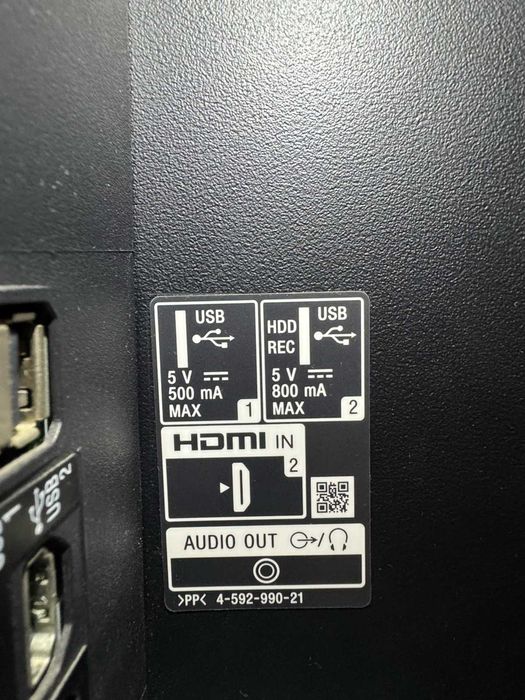 USB
5 V
500 mA
MAX
1
HDD
REC
USB
5 V
800 mA
MAX
2
HDMI IN
2
AUDIO OUT
>PP< 4-592-990-21
1
USB
2